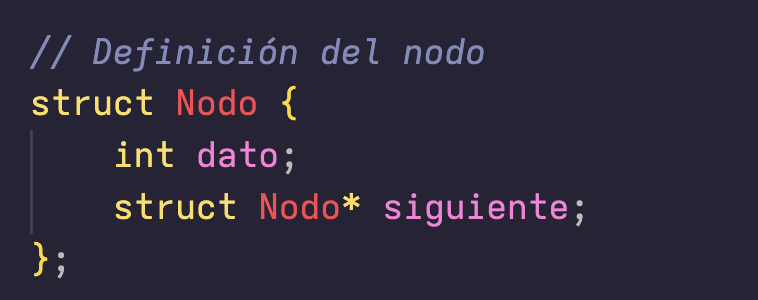 // Definición del nodo
struct Nodo {
    int dato;
    struct Nodo* siguiente;
};